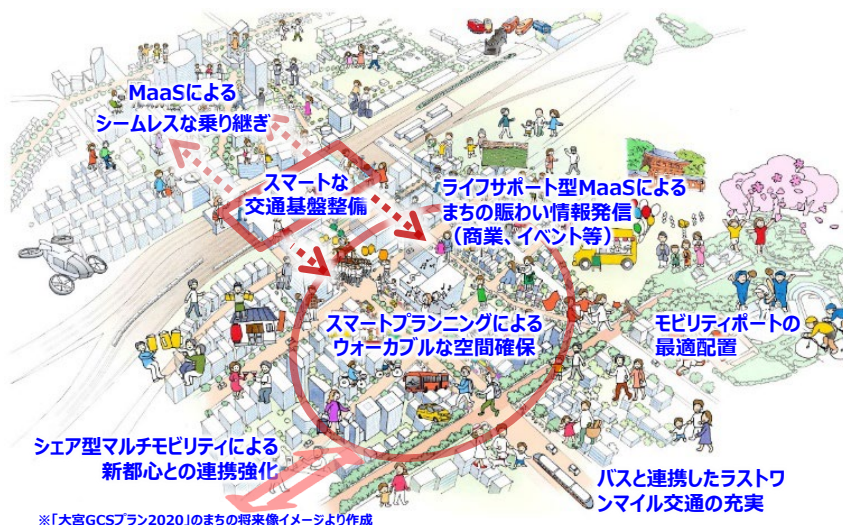 MaaSによる
シームレスな乗り継ぎ
スマートな
交通基盤整備
ライフサポート型MaaSによる
まちの賑わい情報発信
（商業、イベント等）
スマートプランニングによる
ウォーカブルな空間確保
モビリティポートの
最適配置
シェア型マルチモビリティによる
新都心との連携強化
バスと連携したラストワ
ンマイル交通の充実
※「大宮GCSプラン2020」のまちの将来像イメージより作成